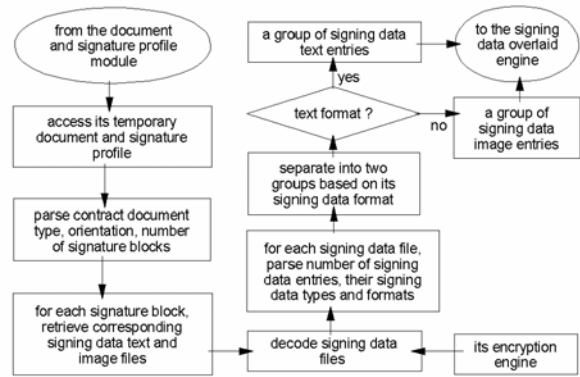 from the document
and signature profile
module
access its temporary
document and signature
profile
parse contract document
type, orientation, number
of signature blocks
for each signature block,
retrieve corresponding
signing data text and
image files
decode signing data
files
its encryption
engine
for each signing data file,
parse number of signing
data entries, their signing
data types and formats
separate into two
groups based on its
signing data format
text format ?
yes
no
a group of signing data
text entries
a group of
signing data
image entries
to the signing
data overlaid
engine